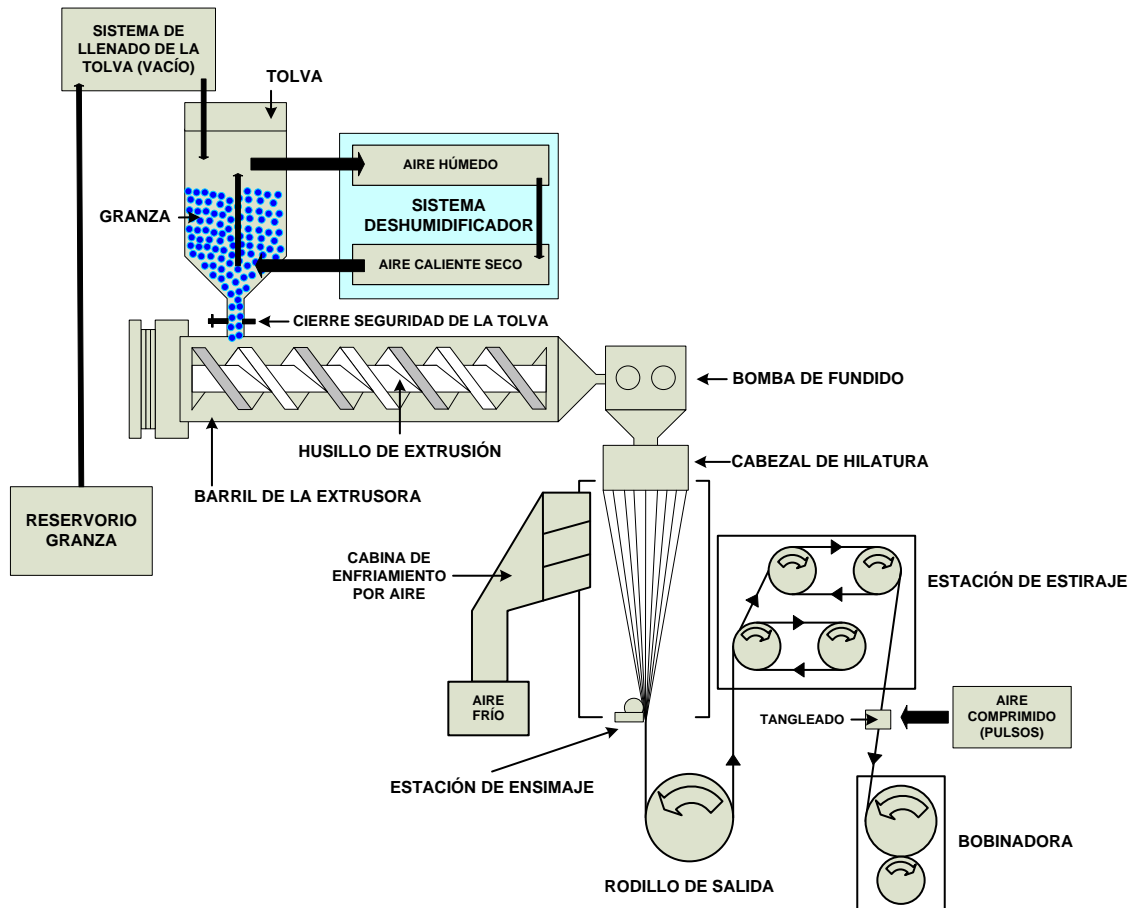 SISTEMA DE
LLENADO DE LA
TOLVA (VACÍO)
TOLVA
AIRE HÚMEDO
GRANZA
SISTEMA
DESHUMIDIFICADOR
AIRE CALIENTE SECO
CIERRE SEGURIDAD DE LA TOLVA
BOMBA DE FUNDIDO
HUSILLO DE EXTRUSIÓN
CABEZAL DE HILATURA
BARRIL DE LA EXTRUSORA
RESERVORIO
GRANZA
CABINA DE
ENFRIAMIENTO
POR AIRE
ESTACIÓN DE ESTIRAJE
AIRE
FRÍO
TANGLEADO
AIRE
COMPRIMIDO
(PULSOS)
ESTACIÓN DE ENSIMAJE
BOBINADORA
RODILLO DE SALIDA